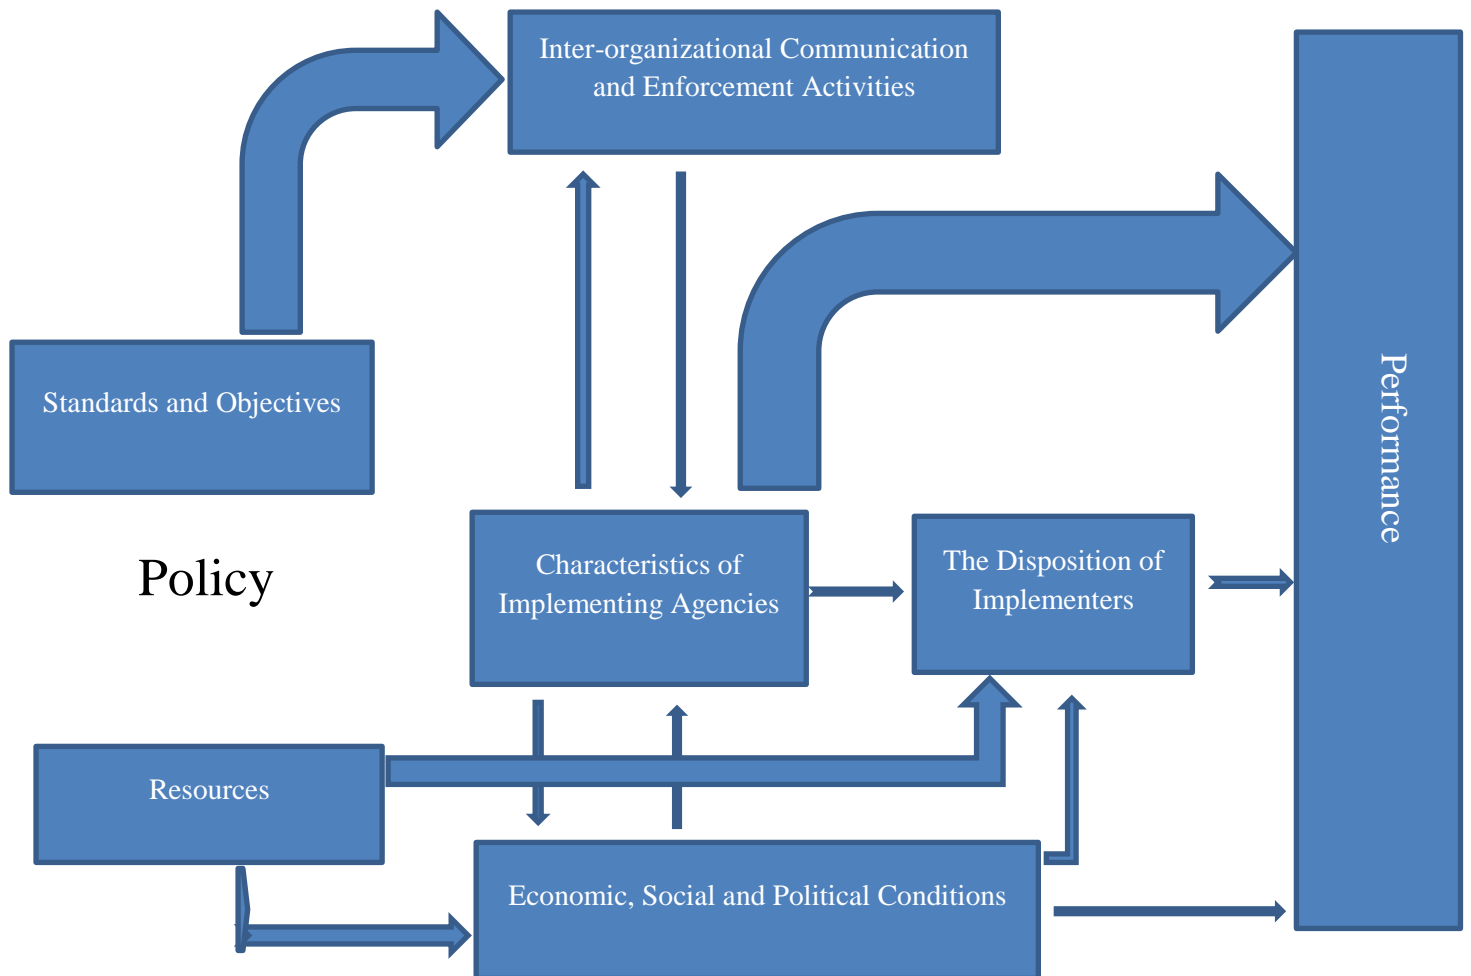 Inter-organizational Communication
and Enforcement Activities
Standards and Objectives
Performance
Policy
Characteristics of
Implementing Agencies
The Disposition of
Implementers
Resources
Economic, Social and Political Conditions